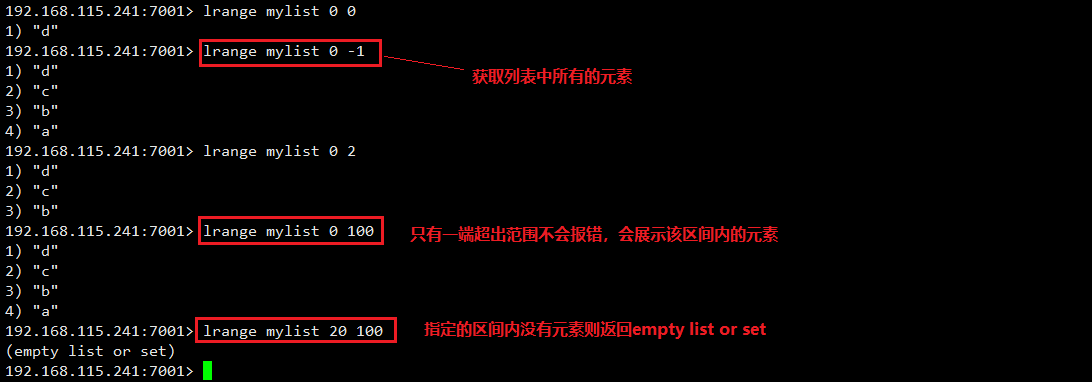 192.168.115.241:7001> lrange mylist 0 0
1) "d"
192.168.115.241:7001> lrange mylist 0 -1
获取列表中所有的元素
1) "d"
2) "c"
3) "b"
4) "a"
192.168.115.241:7001> lrange mylist 0 2
1) "d"
2) "c"
3) "b"
192.168.115.241:7001> lrange mylist 0 100
只有一端超出范围不会报错，会展示该区间内的元素
1) "d"
2) "c"
3) "b"
4) "a"
192.168.115.241:7001> lrange mylist 20 100
指定的区间内没有元素则返回empty list or set
(empty list or set)
192.168.115.241:7001>